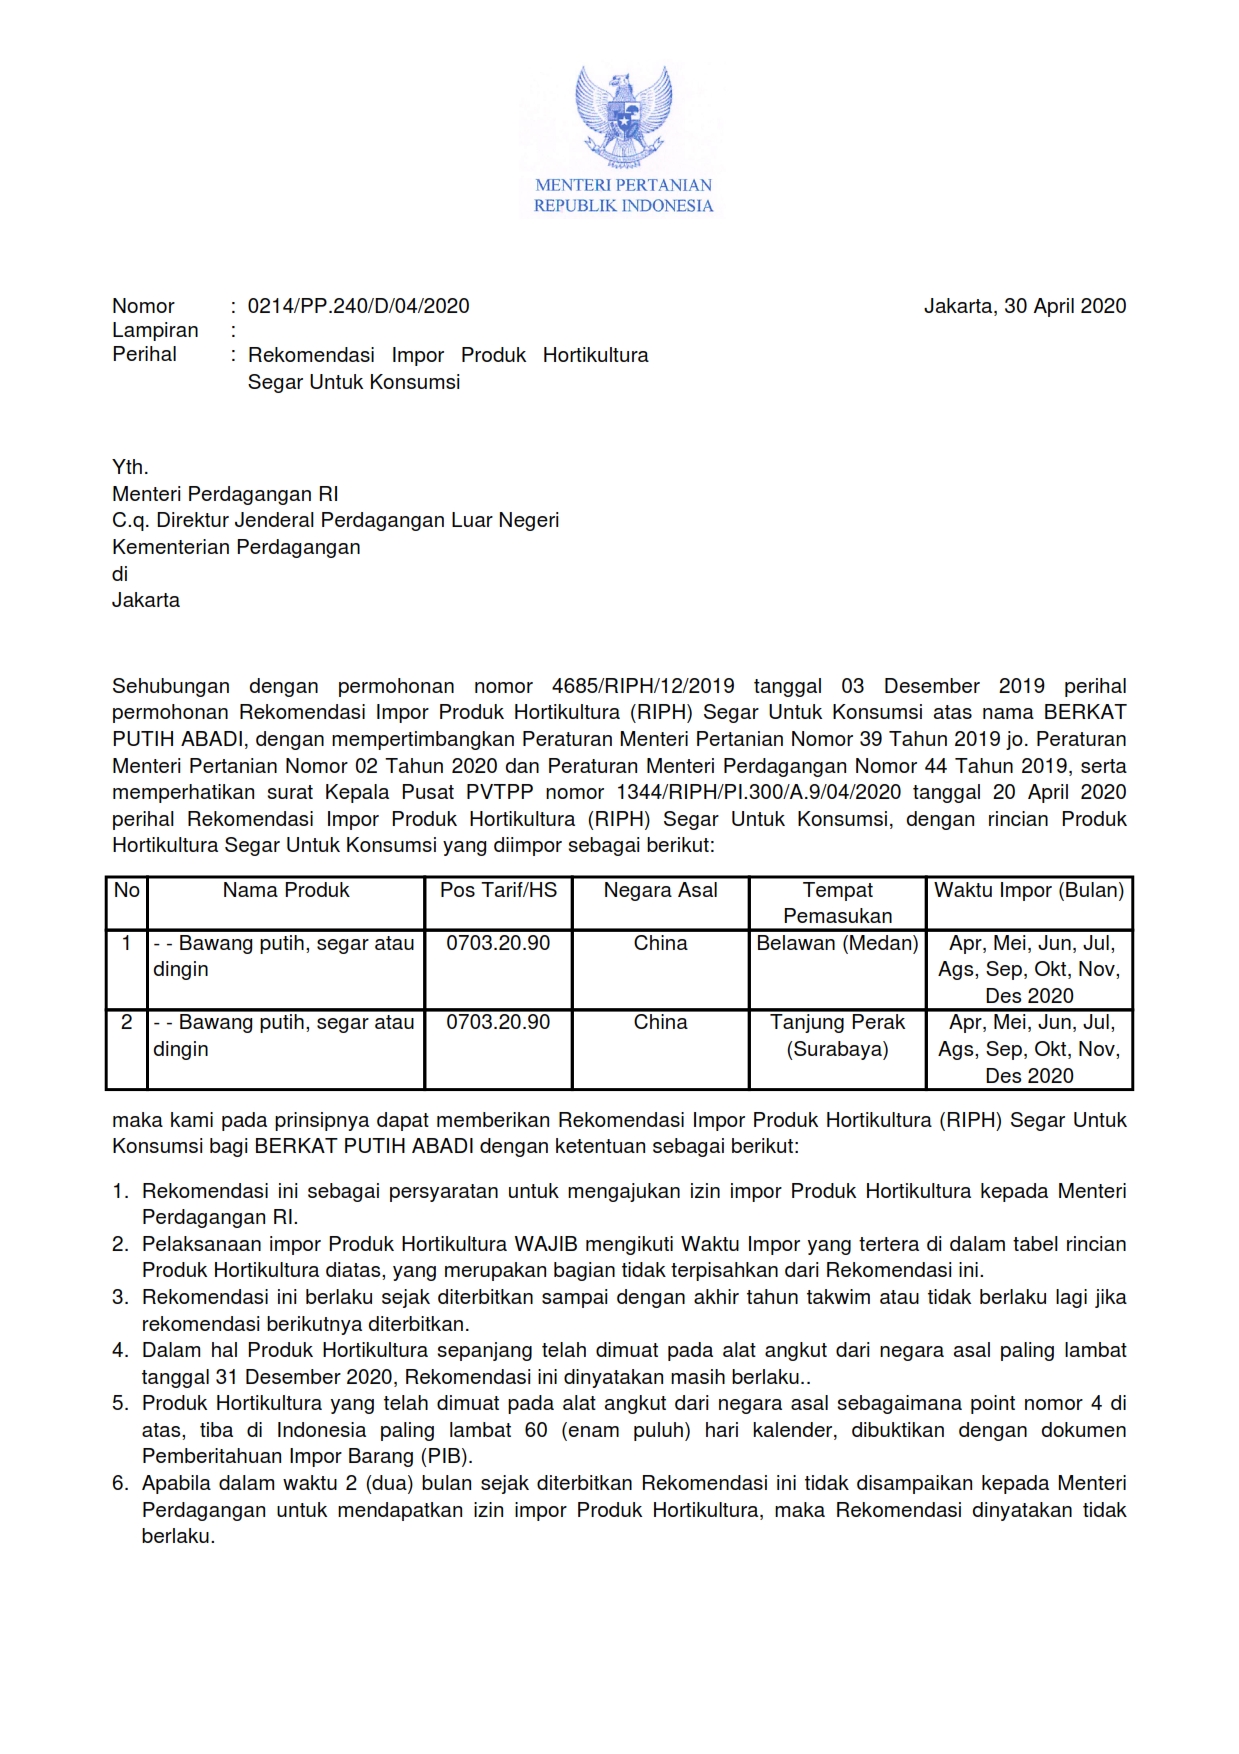 MENTERI PERTANIAN
REPUBLIK INDONESIA
Nomor : 0214/PP.240/D/04/2020 Jakarta, 30 April 2020
Lampiran :
Perihal : Rekomendasi Impor Produk Hortikultura
Segar Untuk Konsumsi
Yth.
Menteri Perdagangan RI
C.q. Direktur Jenderal Perdagangan Luar Negeri
Kementerian Perdagangan
di
Jakarta
Sehubungan dengan permohonan nomor 4685/RIPH/12/2019 tanggal 03 Desember 2019 perihal
permohonan Rekomendasi Impor Produk Hortikultura (RIPH) Segar Untuk Konsumsi atas nama BERKAT
PUTIH ABADI, dengan mempertimbangkan Peraturan Menteri Pertanian Nomor 39 Tahun 2019 jo. Peraturan
Menteri Pertanian Nomor 02 Tahun 2020 dan Peraturan Menteri Perdagangan Nomor 44 Tahun 2019, serta
memperhatikan surat Kepala Pusat PVTPP nomor 1344/RIPH/PI.300/A.9/04/2020 tanggal 20 April 2020
perihal Rekomendasi Impor Produk Hortikultura (RIPH) Segar Untuk Konsumsi, dengan rincian Produk
Hortikultura Segar Untuk Konsumsi yang diimpor sebagai berikut:
No Nama Produk Pos Tarif/HS Negara Asal Tempat Waktu Impor (Bulan)
Pemasukan
1 - - Bawang putih, segar atau 0703.20.90 China Belawan (Medan) Apr, Mei, Jun, Jul,
dingin Ags, Sep, Okt, Nov,
Des 2020
2 - - Bawang putih, segar atau 0703.20.90 China Tanjung Perak Apr, Mei, Jun, Jul,
dingin (Surabaya) Ags, Sep, Okt, Nov,
Des 2020
maka kami pada prinsipnya dapat memberikan Rekomendasi Impor Produk Hortikultura (RIPH) Segar Untuk
Konsumsi bagi BERKAT PUTIH ABADI dengan ketentuan sebagai berikut:
1. Rekomendasi ini sebagai persyaratan untuk mengajukan izin impor Produk Hortikultura kepada Menteri
Perdagangan RI.
2. Pelaksanaan impor Produk Hortikultura WAJIB mengikuti Waktu Impor yang tertera di dalam tabel rincian
Produk Hortikultura diatas, yang merupakan bagian tidak terpisahkan dari Rekomendasi ini.
3. Rekomendasi ini berlaku sejak diterbitkan sampai dengan akhir tahun takwim atau tidak berlaku lagi jika
rekomendasi berikutnya diterbitkan.
4. Dalam hal Produk Hortikultura sepanjang telah dimuat pada alat angkut dari negara asal paling lambat
tanggal 31 Desember 2020, Rekomendasi ini dinyatakan masih berlaku..
5. Produk Hortikultura yang telah dimuat pada alat angkut dari negara asal sebagaimana point nomor 4 di
atas, tiba di Indonesia paling lambat 60 (enam puluh) hari kalender, dibuktikan dengan dokumen
Pemberitahuan Impor Barang (PIB).
6. Apabila dalam waktu 2 (dua) bulan sejak diterbitkan Rekomendasi ini tidak disampaikan kepada Menteri
Perdagangan untuk mendapatkan izin impor Produk Hortikultura, maka Rekomendasi dinyatakan tidak
berlaku.